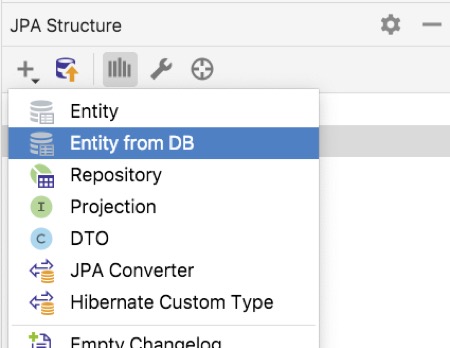 JPA Structure
Entity
Entity from DB
Repository
I Projection
C DTO
JPA Converter
Hibernate Custom Type
Empty Changelog